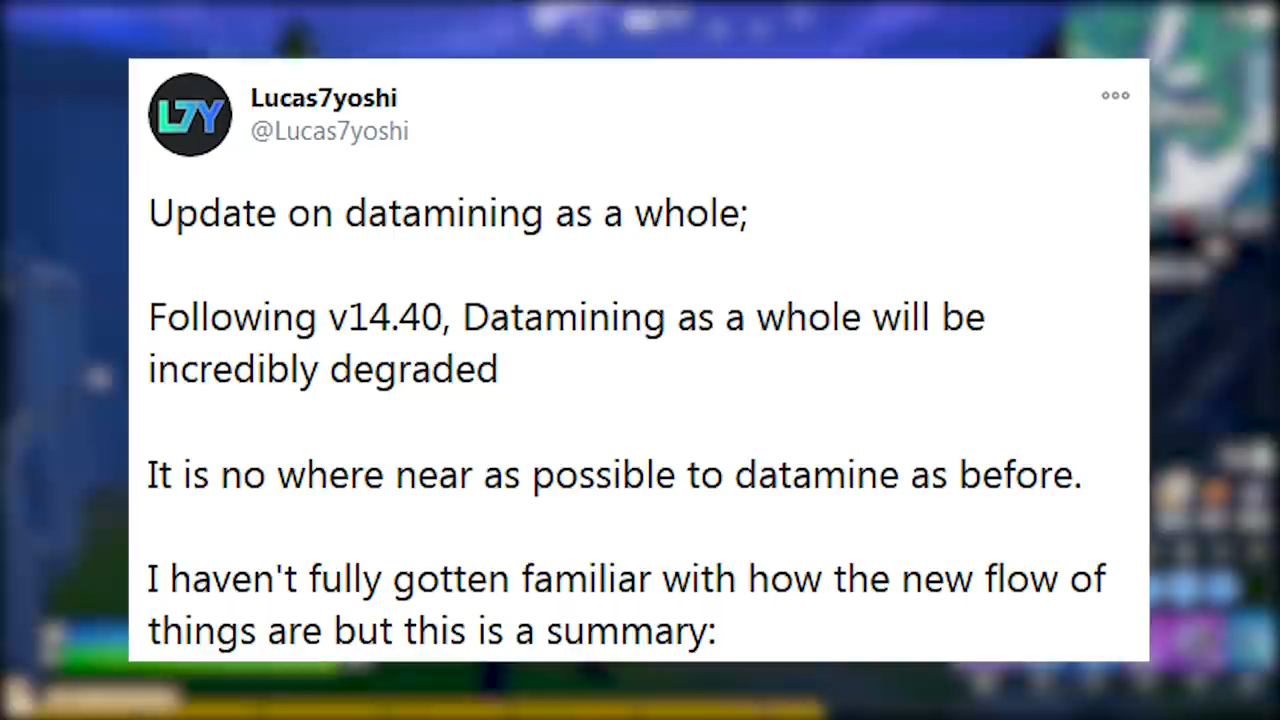 L7Y
Lucas7yoshi
@Lucas7yoshi
Update on datamining as a whole;
Following v14.40, Datamining as a whole will be
incredibly degraded
It is no where near as possible to datamine as before.
I haven't fully gotten familiar with how the new flow of
things are but this is a summary: